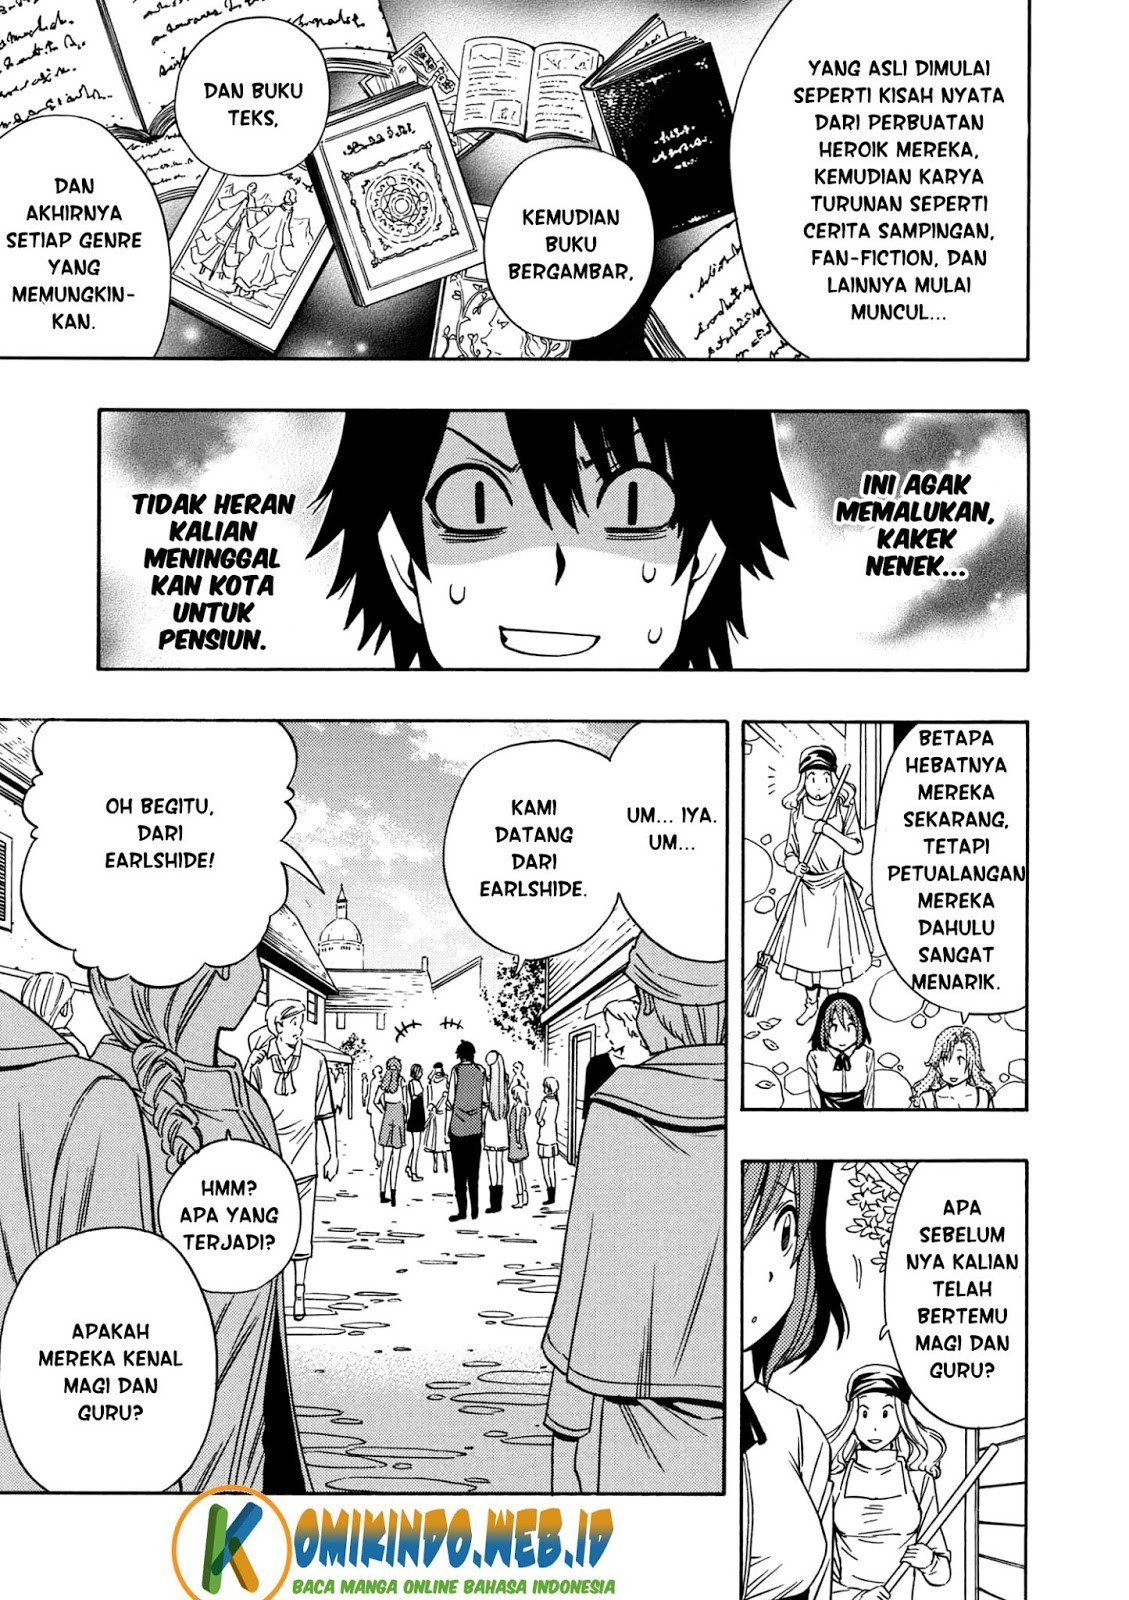 YANG ASLI DIMULAI
SEPERTI KISAH NYATA
DARI PERBUATAN
HEROIK MEREKA,
KEMUDIAN KARYA
TURUNAN SEPERTI
CERITA SAMPINGAN,
FAN-FICTION, DAN
LAINNYA MULAI
MUNCUL...
KEMUDIAN
BUKU
BERGAMBAR,
DAN BUKU
TEKS,
DAN
AKHIRNYA
SETIAP GENRE
YANG
MEMUNGKIN-
KAN.
INI AGAK
MEMALUKAN,
KAKEK
NENEK...
TIDAK HERAN
KALIAN
MENINGGAL
KAN KOTA
UNTUK
PENSIUN.
BETAPA
HEBATNYA
MEREKA
SEKARANG,
TETAPI
PETUALANGAN
MEREKA
DAHULU
SANGAT
MENARIK.
APA
SEBELUM
NYA KALIAN
TELAH
BERTEMU
MAGI DAN
GURU?
UM... IYA.
UM...
KAMI
DATANG
DARI
EARLSHIDE.
OH BEGITU,
DARI
EARLSHIDE!
HMM?
APA YANG
TERJADI?
APAKAH
MEREKA KENAL
MAGI DAN
GURU?
KOMIKINDO.WEB.ID
BACA MANGA ONLINE BAHASA INDONESIA